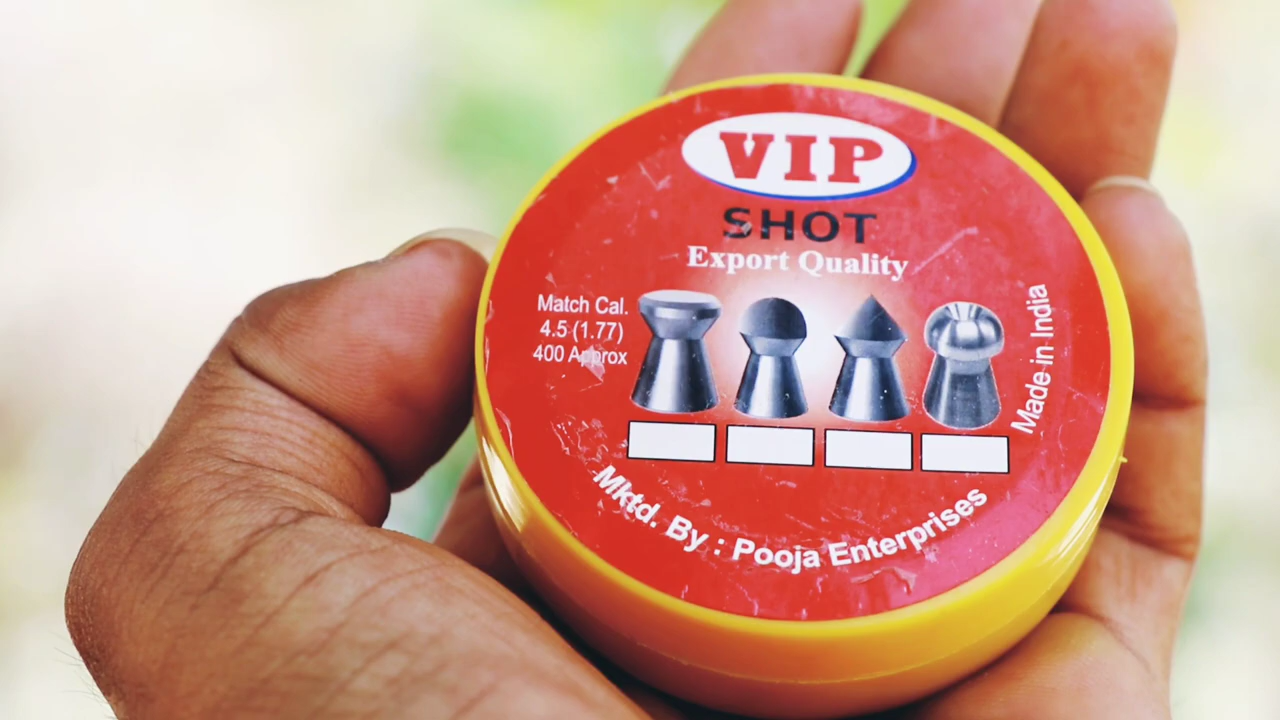 VIP
SHOT
Export Quality
Match Cal.
4.5 (1.77)
400 Approx
Made in India
Mktd. By : Pooja Enterprises